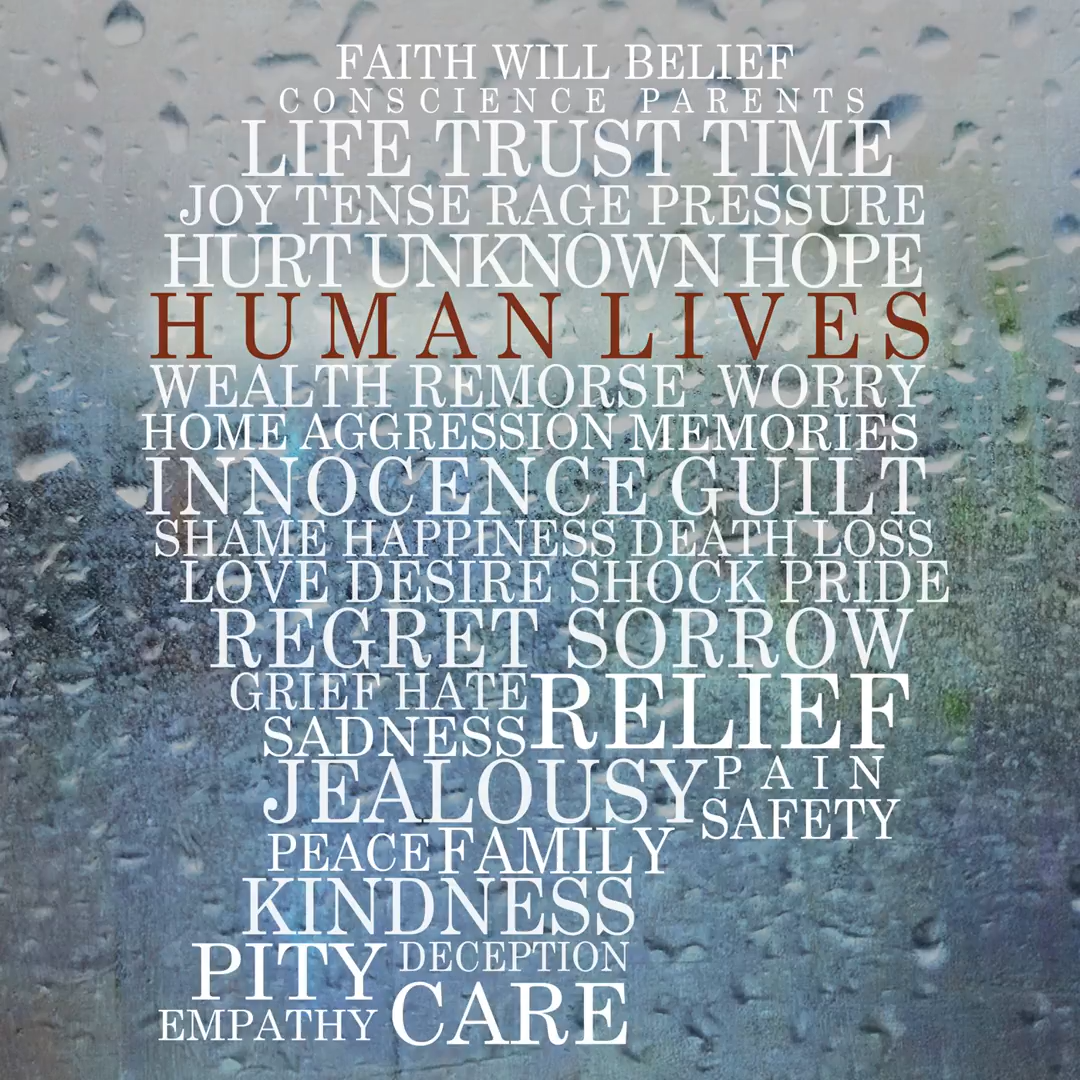 FAITH WILL BELIEF
CONSCIENCE PARENTS
LIFE TRUST TIME
JOY TENSE RAGE PRESSURE
HURT UNKNOWN HOPE
HUMAN LIVES
WEALTH REMORSE WORRY
HOME AGGRESSION MEMORIES
INNOCENCE GUILT
SHAME HAPPINESS DEATH LOSS
LOVE DESIRE SHOCK PRIDE
REGRET SORROW
GRIEF HATE RELIEF
SADNESS
JEALOUSY PAIN
SAFETY
PEACE FAMILY
KINDNESS
PITY DECEPTION
EMPATHY CARE